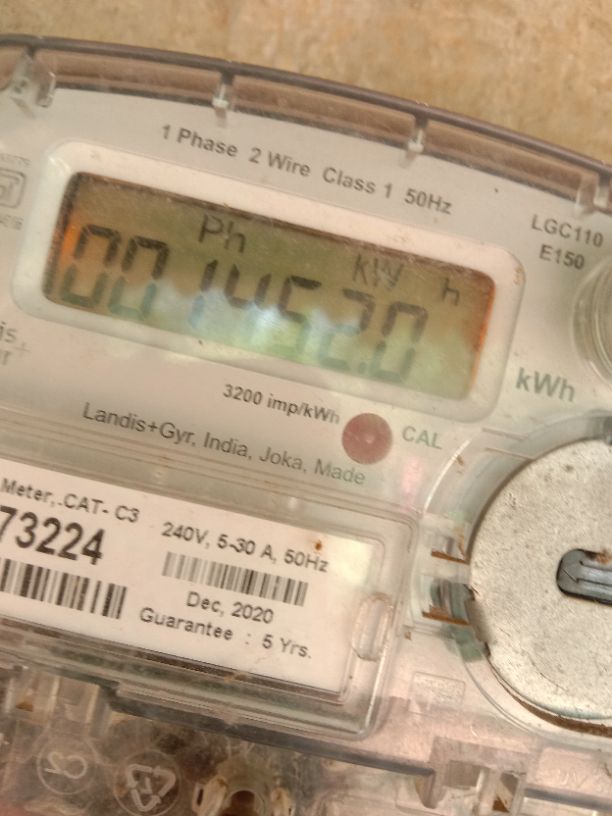 1 Phase 2 Wire Class 1 50Hz
LGC110
E150
Ph kW h
001452.0
kWh
3200 imp/kWh
CAL
Landis+Gyr, India, Joka, Made
Meter,.CAT- C3
73224
240V, 5-30 A, 50Hz
Dec, 2020
Guarantee : 5 Yrs.